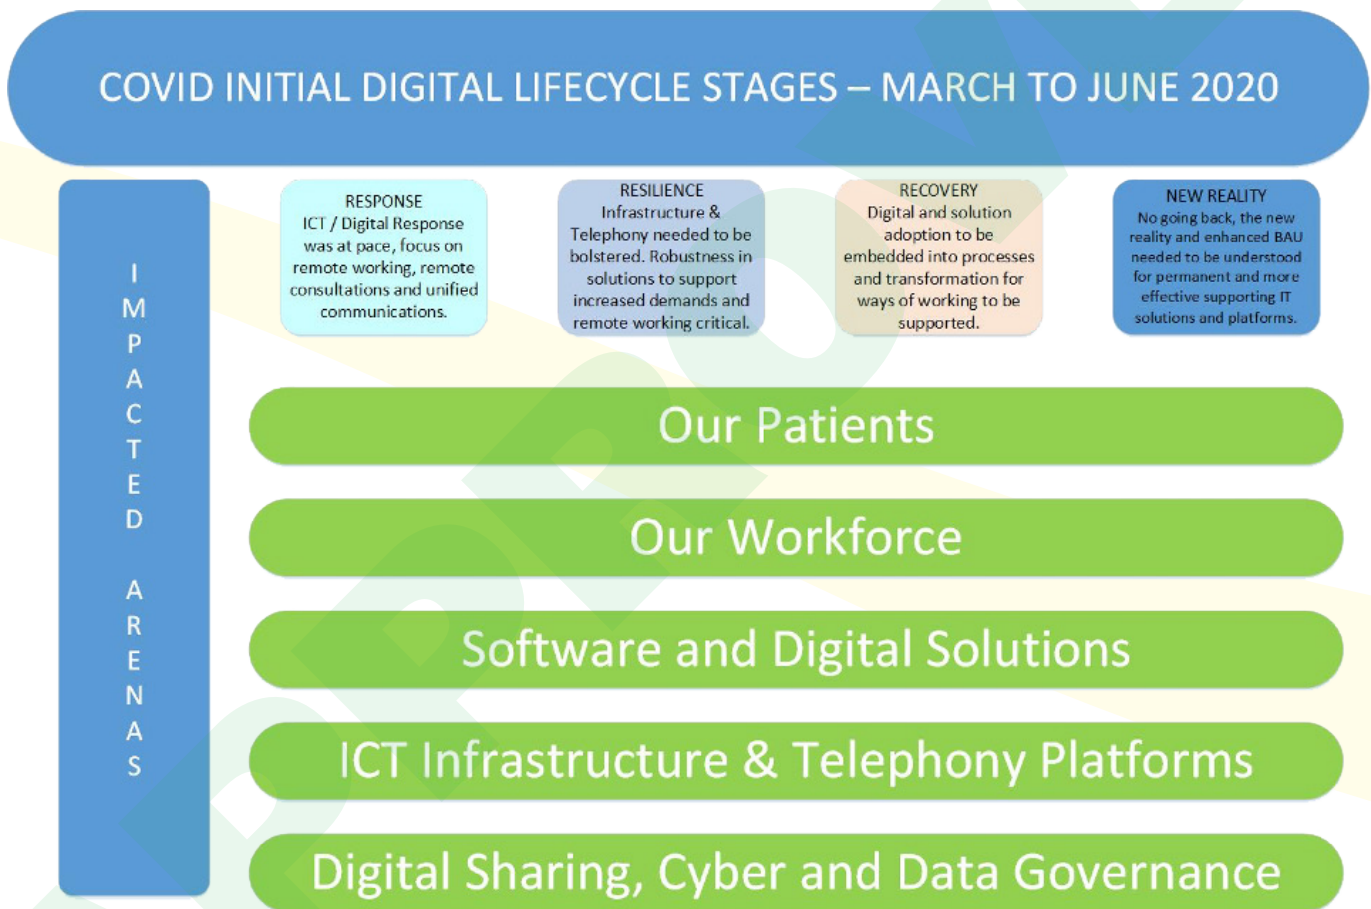 COVID INITIAL DIGITAL LIFECYCLE STAGES – MARCH TO JUNE 2020
IMPACTED ARENAS
RESPONSE
ICT / Digital Response
was at pace, focus on
remote working, remote
consultations and unified
communications.
RESILIENCE
Infrastructure &
Telephony needed to be
bolstered. Robustness in
solutions to support
increased demands and
remote working critical.
RECOVERY
Digital and solution
adoption to be
embedded into processes
and transformation for
ways of working to be
supported.
NEW REALITY
No going back, the new
reality and enhanced BAU
needed to be understood
for permanent and more
effective supporting IT
solutions and platforms.
Our Patients
Our Workforce
Software and Digital Solutions
ICT Infrastructure & Telephony Platforms
Digital Sharing, Cyber and Data Governance